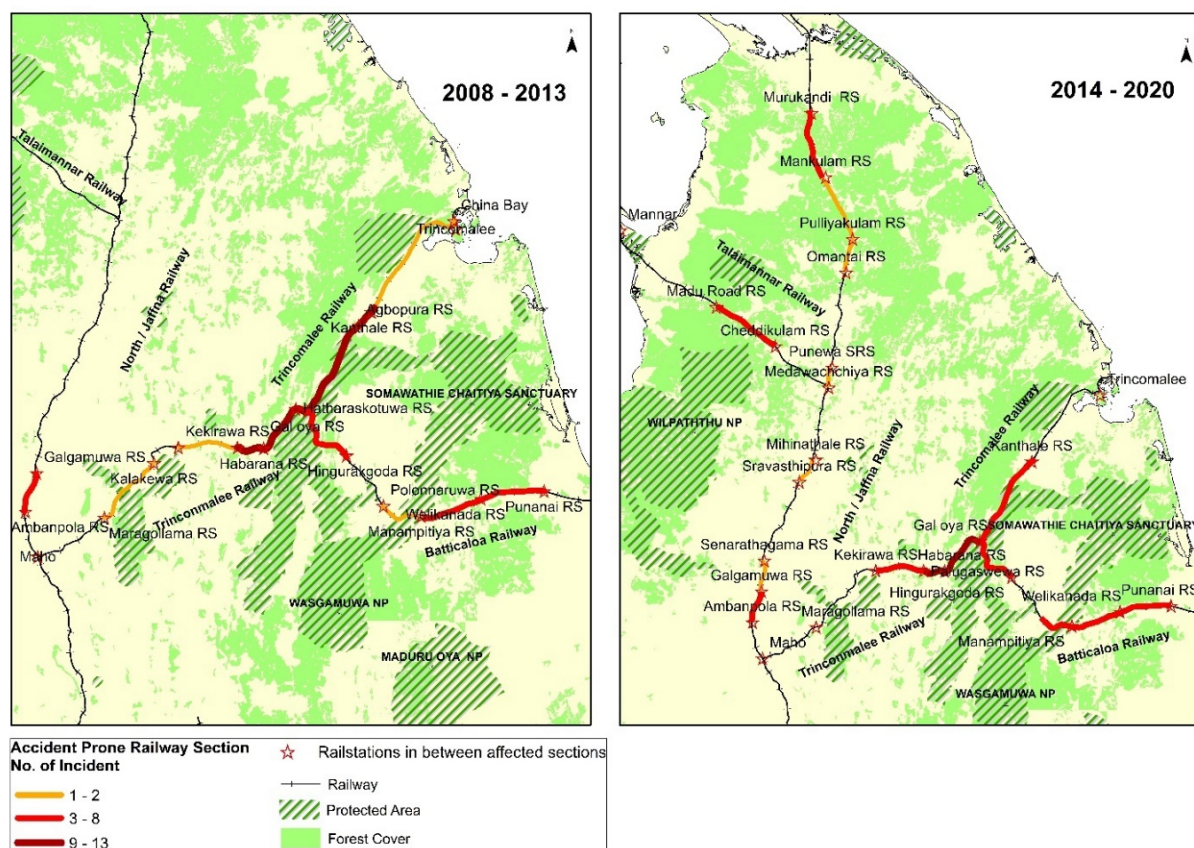 2008 - 2013
Talaimannar Railway
China Bay
Trincomalee
North / Jaffna Railway
Agbopura RS
Kanthale RS
Trincomalee Railway
SOMAWATHIE CHAITIYA SANCTUARY
Hatharaskotuwa RS
Gal oya RS
Kekirawa RS
Galgamuwa RS
Habarana RS
Hingurakgoda RS
Kalakewa RS
Trinconmalee Railway
Polonnaruwa RS
Punanai RS
Welikanada RS
Ambanpola RS
Maragollama RS
Manampitiya RS
Batticaloa Railway
Maho
WASGAMUWA NP
MADURU OYA NP
2014 - 2020
Murukandi RS
Mankulam RS
Mannar
Pulliyakulam RS
Omantai RS
Talaimannar Railway
Madu Road RS
Cheddikulam RS
Punewa SRS
Medawachchiya RS
Trincomalee
WILPATHTHU NP
Mihinathale RS
Sravasthipura RS
North / Jaffna Railway
Trincomalee Railway
Kanthale RS
Gal oya RS
SOMAWATHIE CHAITIYA SANCTUARY
Senarathagama RS
Kekirawa RS
Habarana RS
Galgamuwa RS
Palugaswewa RS
Hingurakgoda RS
Welikanada RS
Punanai RS
Ambanpola RS
Maragollama RS
Manampitiya RS
Maho
Trinconmalee Railway
Batticaloa Railway
WASGAMUWA NP
Accident Prone Railway Section
No. of Incident
1 - 2
3 - 8
9 - 13
Railstations in between affected sections
Railway
Protected Area
Forest Cover